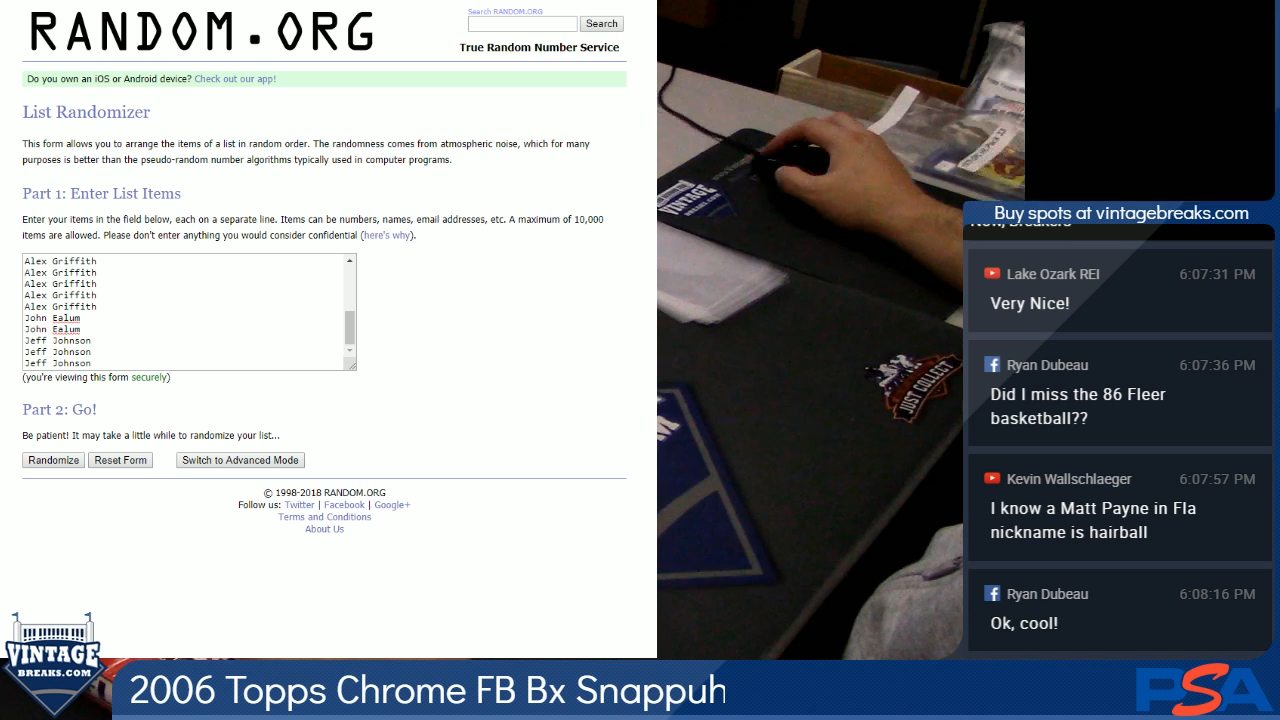 RANDOM.ORG
Search RANDOM.ORG
Search
True Random Number Service
Do you own an iOS or Android device? Check out our app!
List Randomizer
This form allows you to arrange the items of a list in random order. The randomness comes from atmospheric noise, which for many
purposes is better than the pseudo-random number algorithms typically used in computer programs.
Part 1: Enter List Items
Enter your items in the field below, each on a separate line. Items can be numbers, names, email addresses, etc. A maximum of 10,000
items are allowed. Please don't enter anything you would consider confidential (here's why).
Alex Griffith
Alex Griffith
Alex Griffith
Alex Griffith
Alex Griffith
John Ealum
John Ealum
Jeff Johnson
Jeff Johnson
Jeff Johnson
(you're viewing this form securely)
Part 2: Go!
Be patient! It may take a little while to randomize your list...
Randomize
Reset Form
Switch to Advanced Mode
© 1998-2018 RANDOM.ORG
Follow us: Twitter | Facebook | Google+
Terms and Conditions
About Us
VINTAGE
JUST COLLECT
Buy spots at vintagebreaks.com
Now, Breakers
Lake Ozark REI 6:07:31 PM
Very Nice!
Ryan Dubeau 6:07:36 PM
Did I miss the 86 Fleer
basketball??
Kevin Wallschlaeger 6:07:57 PM
I know a Matt Payne in Fla
nickname is hairball
Ryan Dubeau 6:08:16 PM
Ok, cool!
VINTAGE
BREAKS.COM
2006 Topps Chrome FB Bx Snappuh
PSA